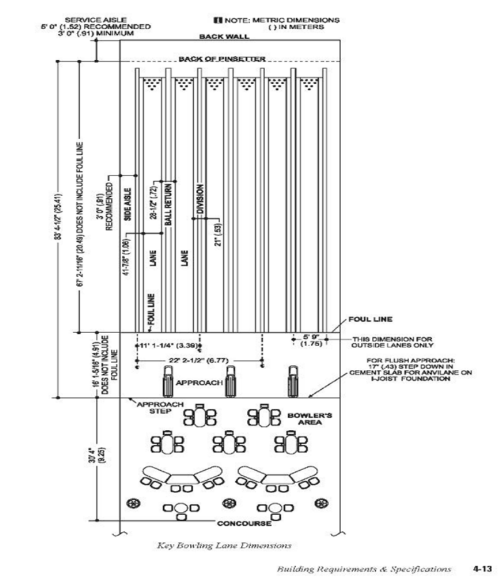 SERVICE AISLE
5' 0" (1.52) RECOMMENDED
3' 0" (.91) MINIMUM
NOTE: METRIC DIMENSIONS
( ) IN METERS
BACK WALL
BACK OF PINSETTER
83' 4-1/2" (25.41)
67' 2-11/16" (20.49) DOES NOT INCLUDE FOUL LINE
3' 0" (.91)
RECOMMENDED
SIDE AISLE
41-7/8" (1.06)
FOUL LINE
LANE
28-1/2" (.72)
BALL RETURN
LANE
DIVISION
21" (.53)
FOUL LINE
11' 1-1/4" (3.39)
5' 9"
(1.75)
THIS DIMENSION FOR
OUTSIDE LANES ONLY
22' 2-1/2" (6.77)
16' 1-5/16" (4.91)
DOES NOT INCLUDE
FOUL LINE
FOR FLUSH APPROACH:
17" (.43) STEP DOWN IN
CEMENT SLAB FOR ANVILANE ON
I-JOIST FOUNDATION
APPROACH
APPROACH
STEP
BOWLER'S
AREA
30' 4"
(9.25)
CONCOURSE
Key Bowling Lane Dimensions
Building Requirements & Specifications 4-13